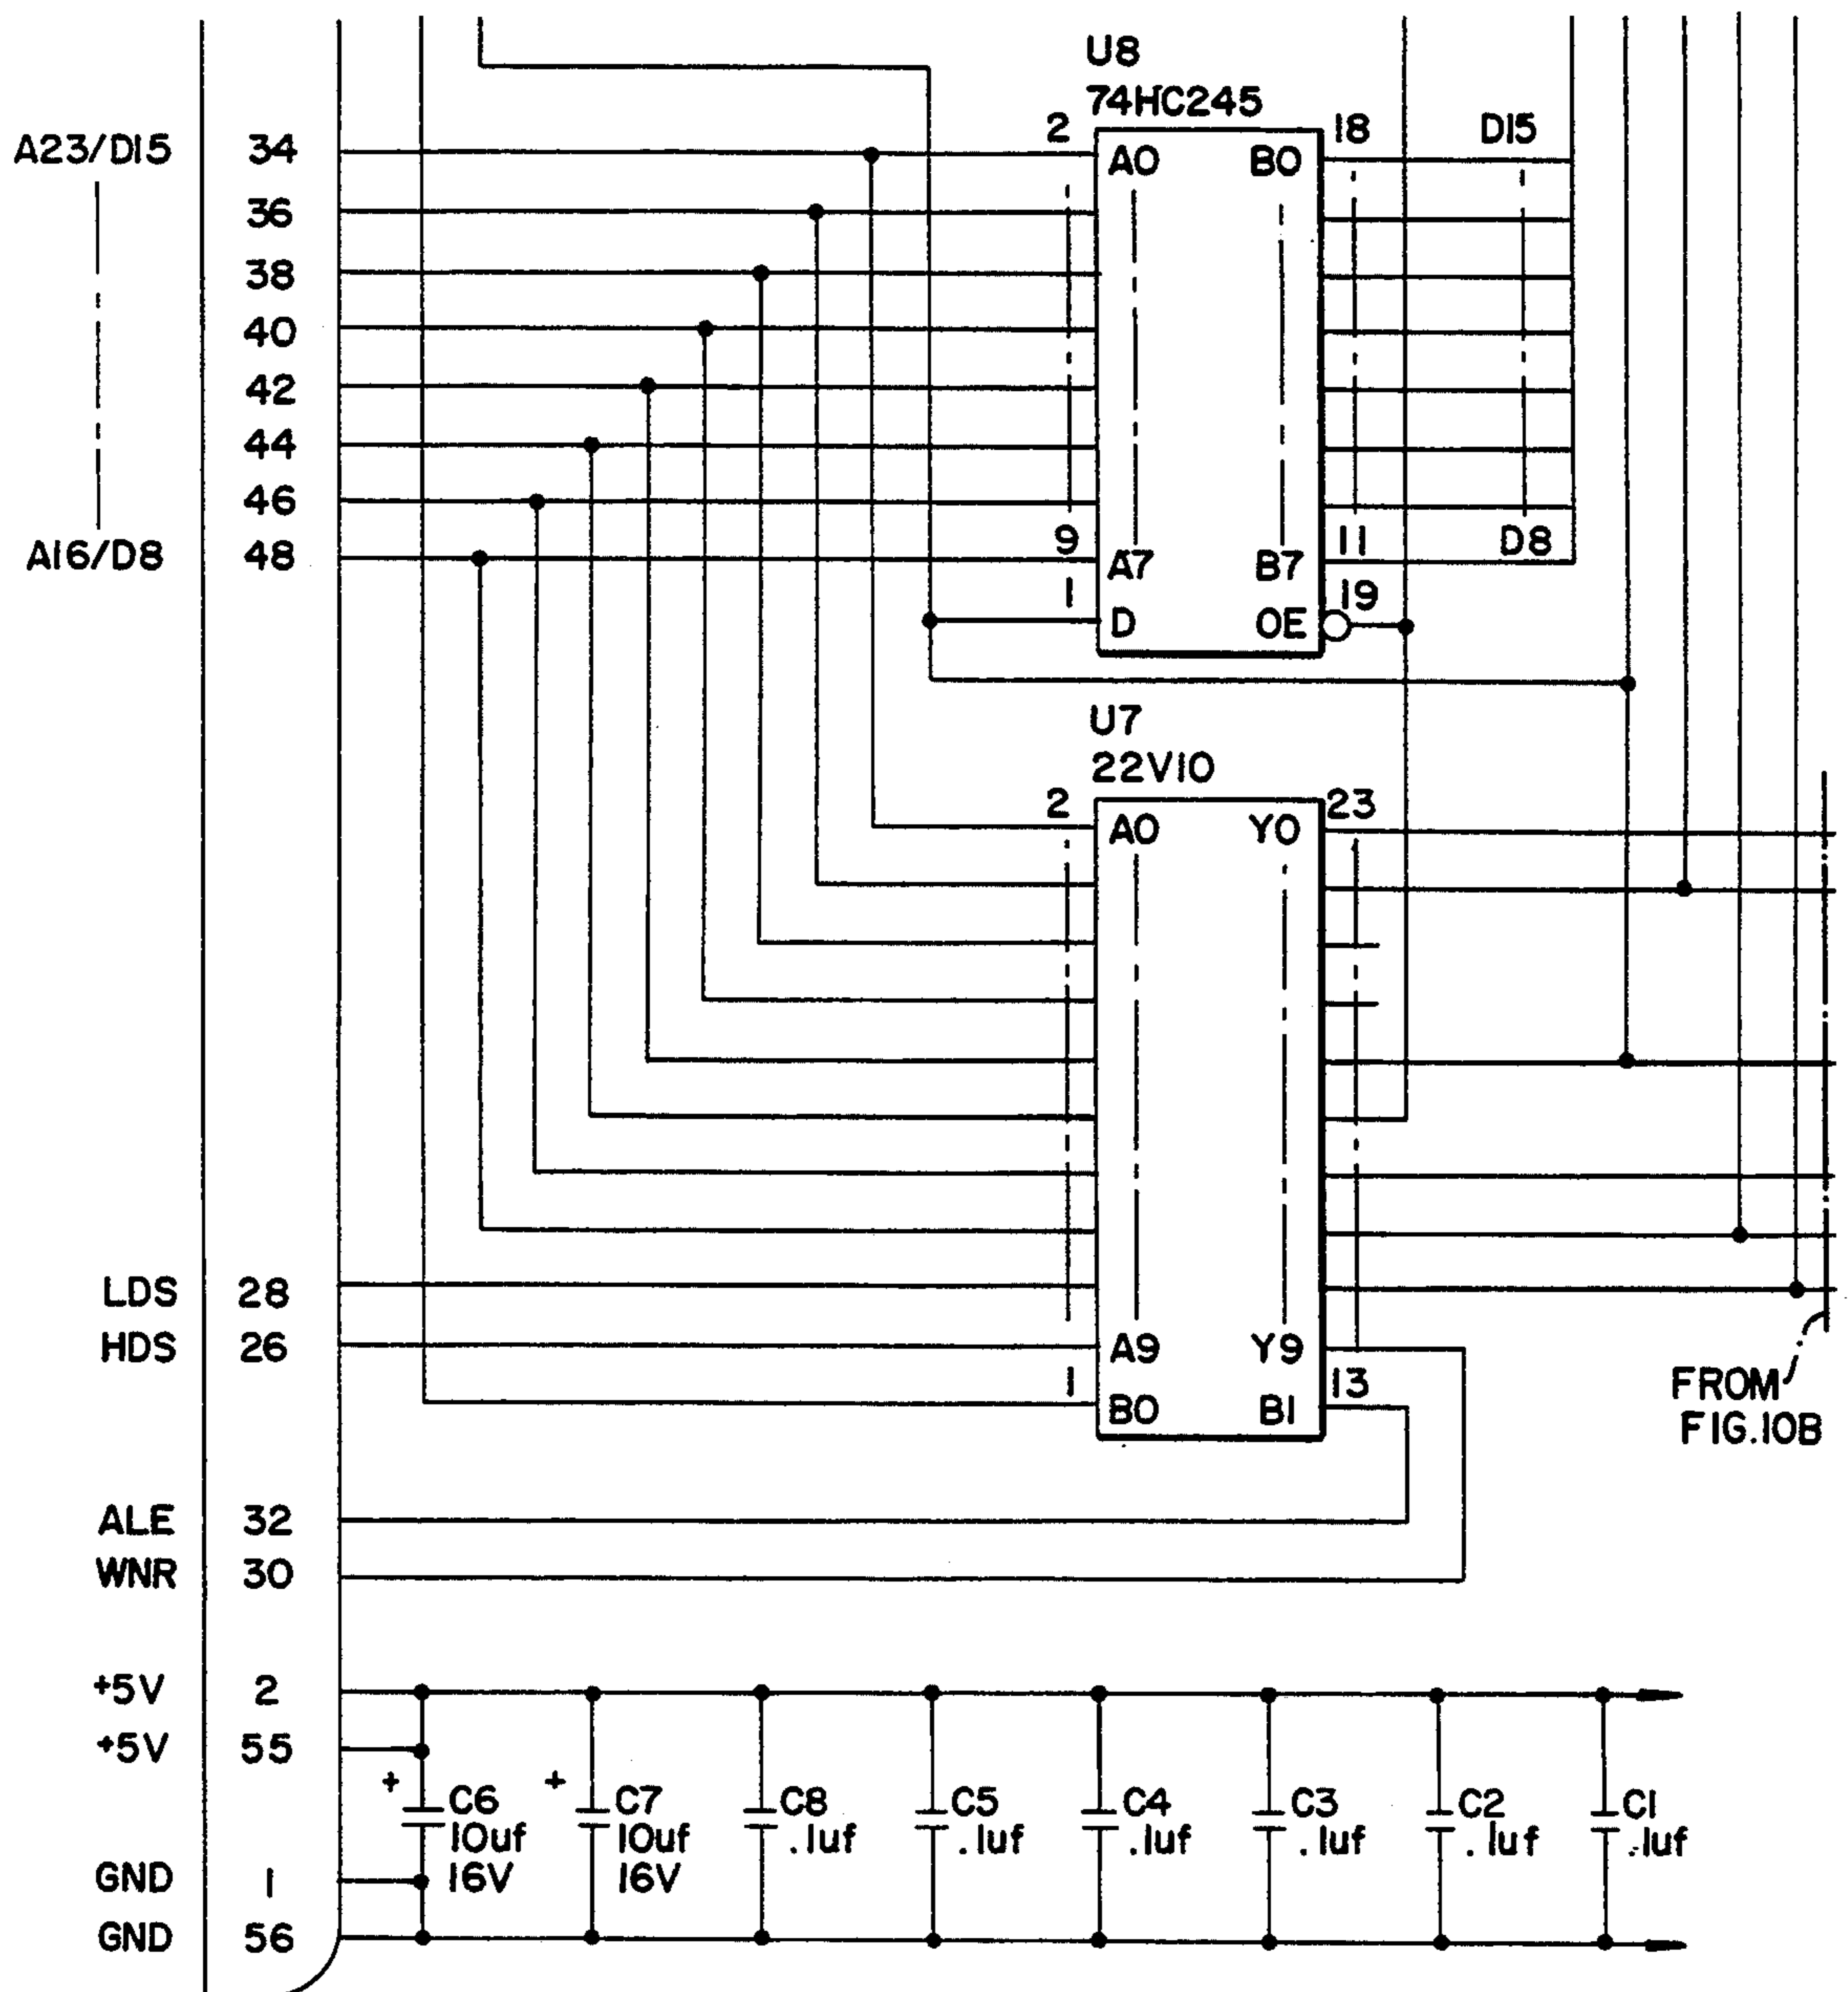 U8
74HC245
2 18 D15
A23/D15 34 A0 B0
36
38
40
42
44
46
9 11 D8
A16/D8 48 A7 B7
1 19
D OE
U7
22V10
2 23
A0 Y0
LDS 28
HDS 26 A9 Y9
1 13
B0 B1
FROM
FIG.10B
ALE 32
WNR 30
+5V 2
+5V 55
+ C6 + C7 C8 C5 C4 C3 C2 C1
10uf 10uf .1uf .1uf .1uf .1uf .1uf .1uf
GND 1 16V 16V
GND 56